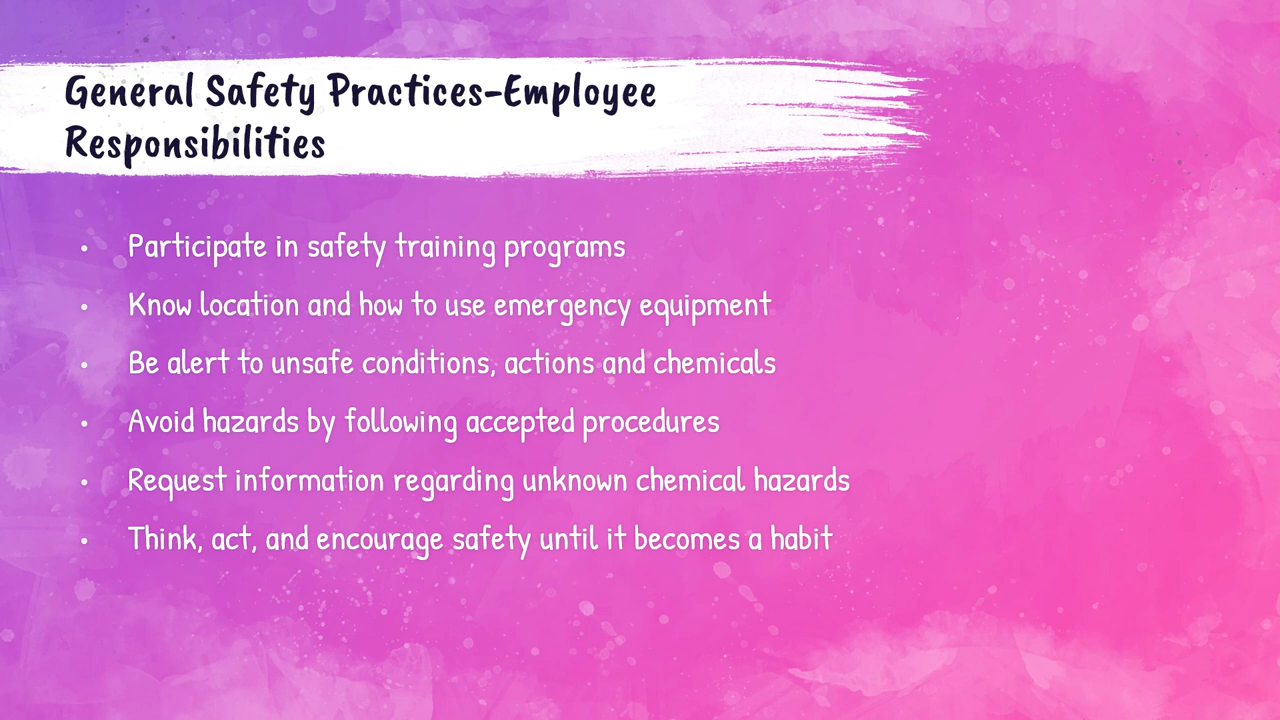 General Safety Practices-Employee
Responsibilities
• Participate in safety training programs
• Know location and how to use emergency equipment
• Be alert to unsafe conditions, actions and chemicals
• Avoid hazards by following accepted procedures
• Request information regarding unknown chemical hazards
• Think, act, and encourage safety until it becomes a habit